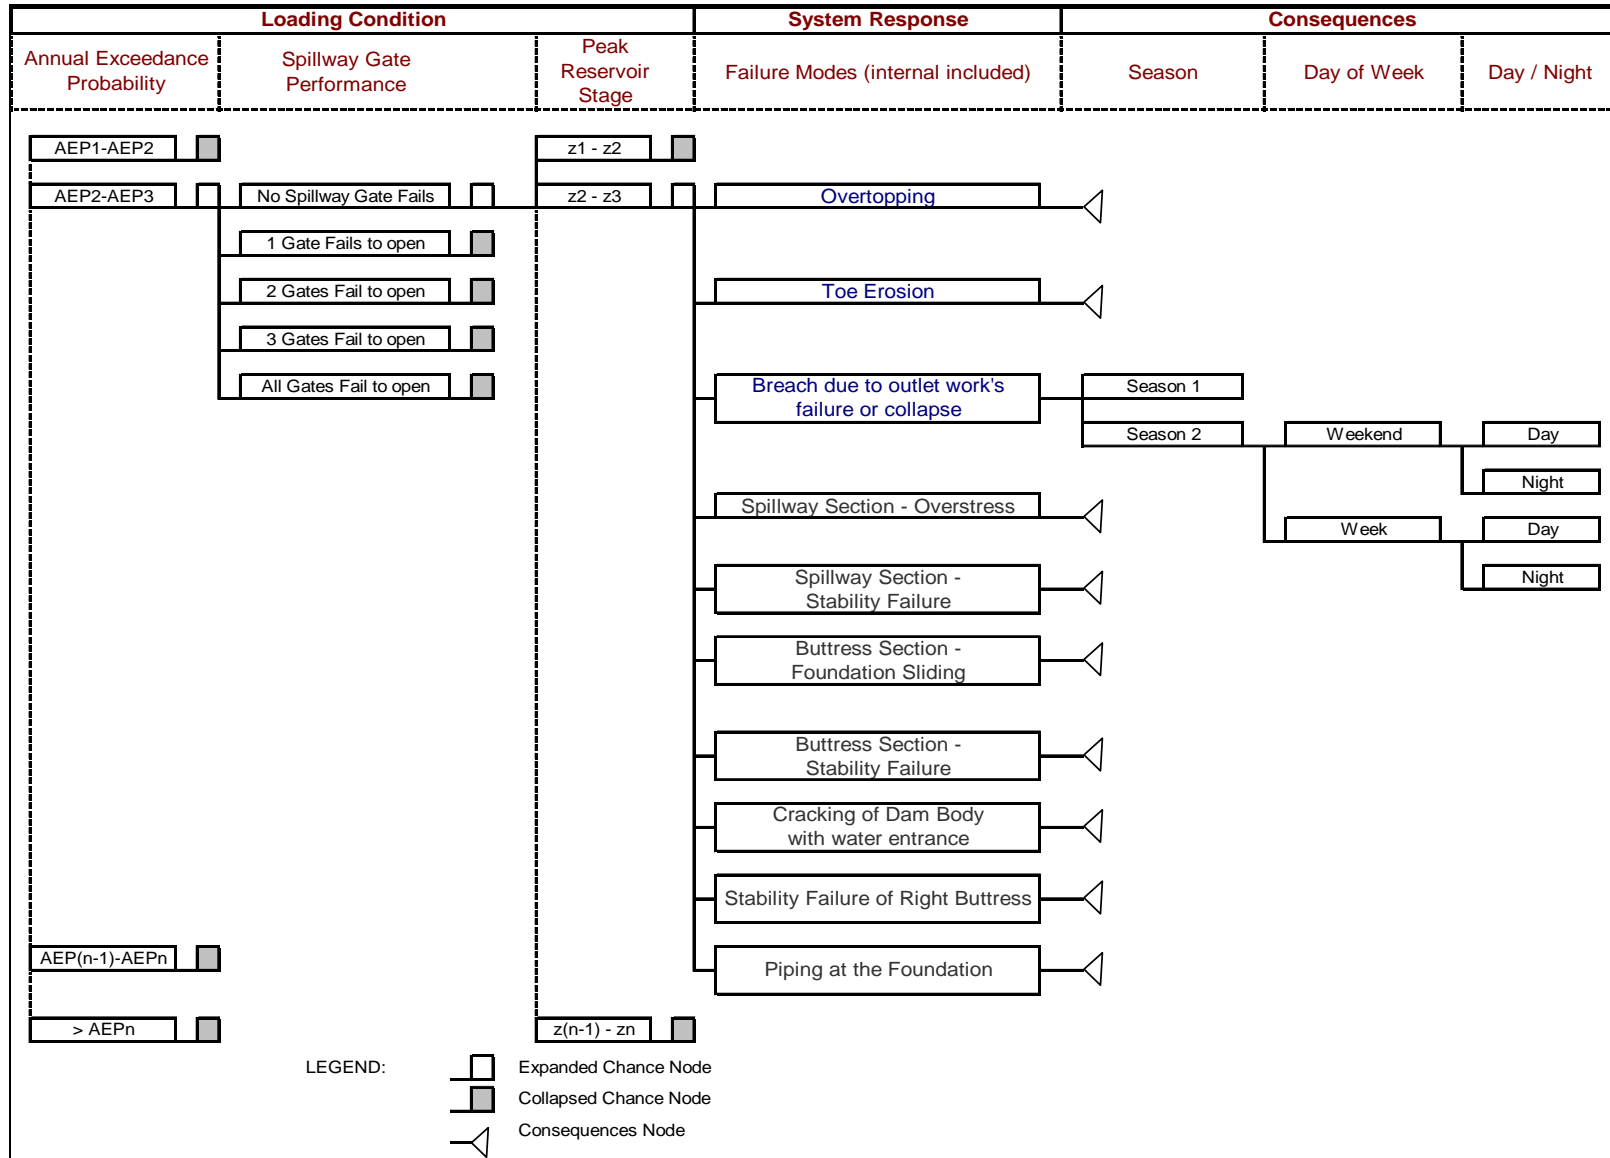 Loading Condition
System Response
Consequences
Annual Exceedance
Probability
Spillway Gate
Performance
Peak
Reservoir
Stage
Failure Modes (internal included)
Season
Day of Week
Day / Night
AEP1-AEP2
z1 - z2
AEP2-AEP3
No Spillway Gate Fails
z2 - z3
Overtopping
1 Gate Fails to open
2 Gates Fail to open
Toe Erosion
3 Gates Fail to open
All Gates Fail to open
Breach due to outlet work's
failure or collapse
Season 1
Season 2
Weekend
Day
Night
Spillway Section - Overstress
Week
Day
Spillway Section -
Stability Failure
Night
Buttress Section -
Foundation Sliding
Buttress Section -
Stability Failure
Cracking of Dam Body
with water entrance
Stability Failure of Right Buttress
AEP(n-1)-AEPn
Piping at the Foundation
> AEPn
z(n-1) - zn
LEGEND:
Expanded Chance Node
Collapsed Chance Node
Consequences Node